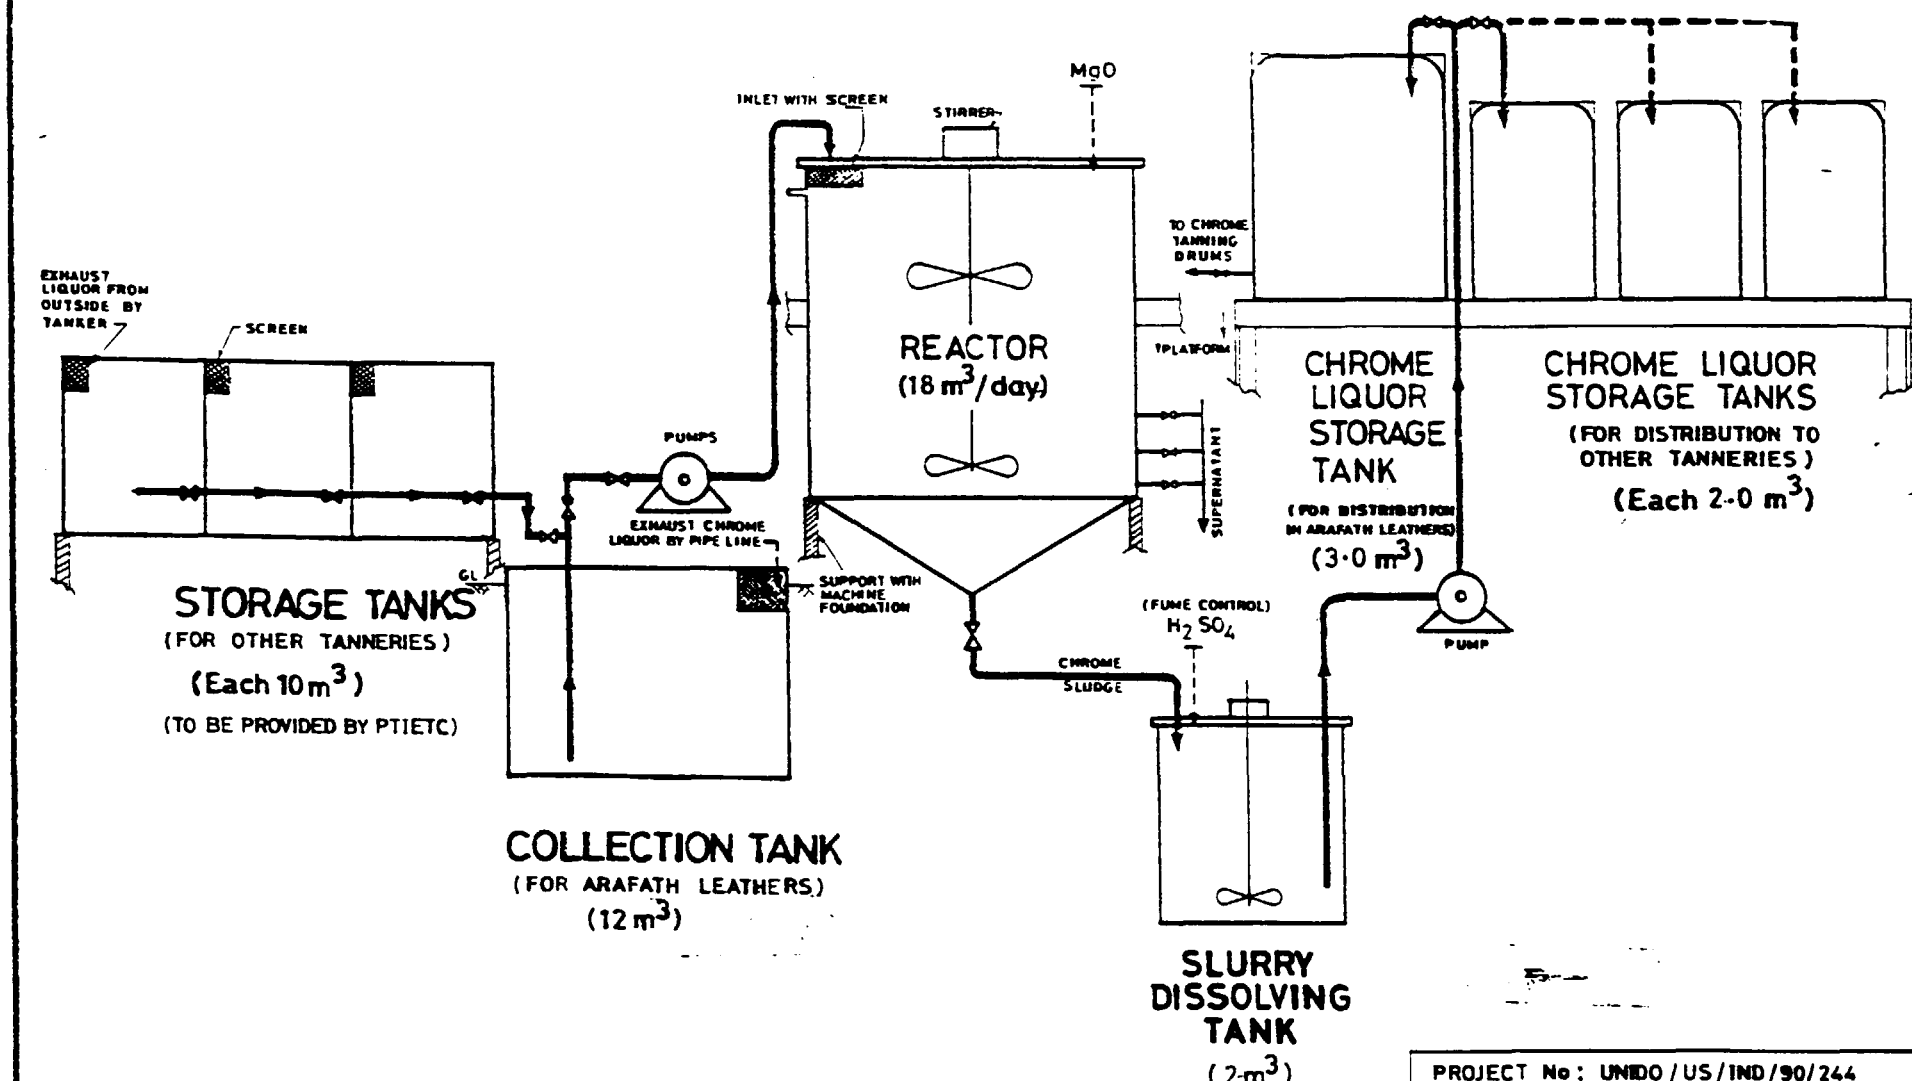 MgO
INLET WITH SCREEN
STIRRER
TO CHROME
TANNING
DRUMS
EXHAUST
LIQUOR FROM
OUTSIDE BY
TANKER
SCREEN
REACTOR
(18 m³/day)
PLATFORM
CHROME
LIQUOR
STORAGE
TANK
(FOR DISTRIBUTION
IN ARAFATH LEATHERS)
(3.0 m³)
CHROME LIQUOR
STORAGE TANKS
(FOR DISTRIBUTION TO
OTHER TANNERIES)
(Each 2.0 m³)
PUMPS
SUPERNATANT
EXHAUST CHROME
LIQUOR BY PIPE LINE
GL
SUPPORT WITH
MACHINE
FOUNDATION
STORAGE TANKS
(FOR OTHER TANNERIES)
(Each 10 m³)
(TO BE PROVIDED BY PTIETC)
(FUME CONTROL)
H₂SO₄
PUMP
CHROME
SLUDGE
COLLECTION TANK
(FOR ARAFATH LEATHERS)
(12 m³)
SLURRY
DISSOLVING
TANK
(2 m³)
PROJECT No: UNIDO/US/IND/90/244